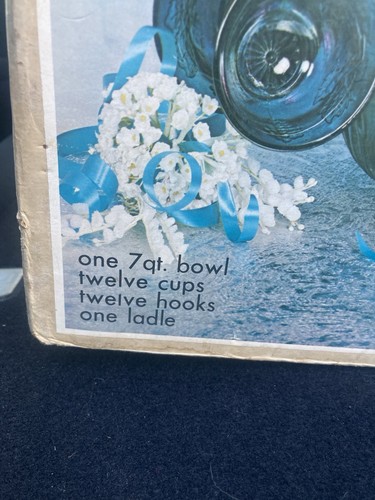 one 7qt. bowl
twelve cups
twelve hooks
one ladle